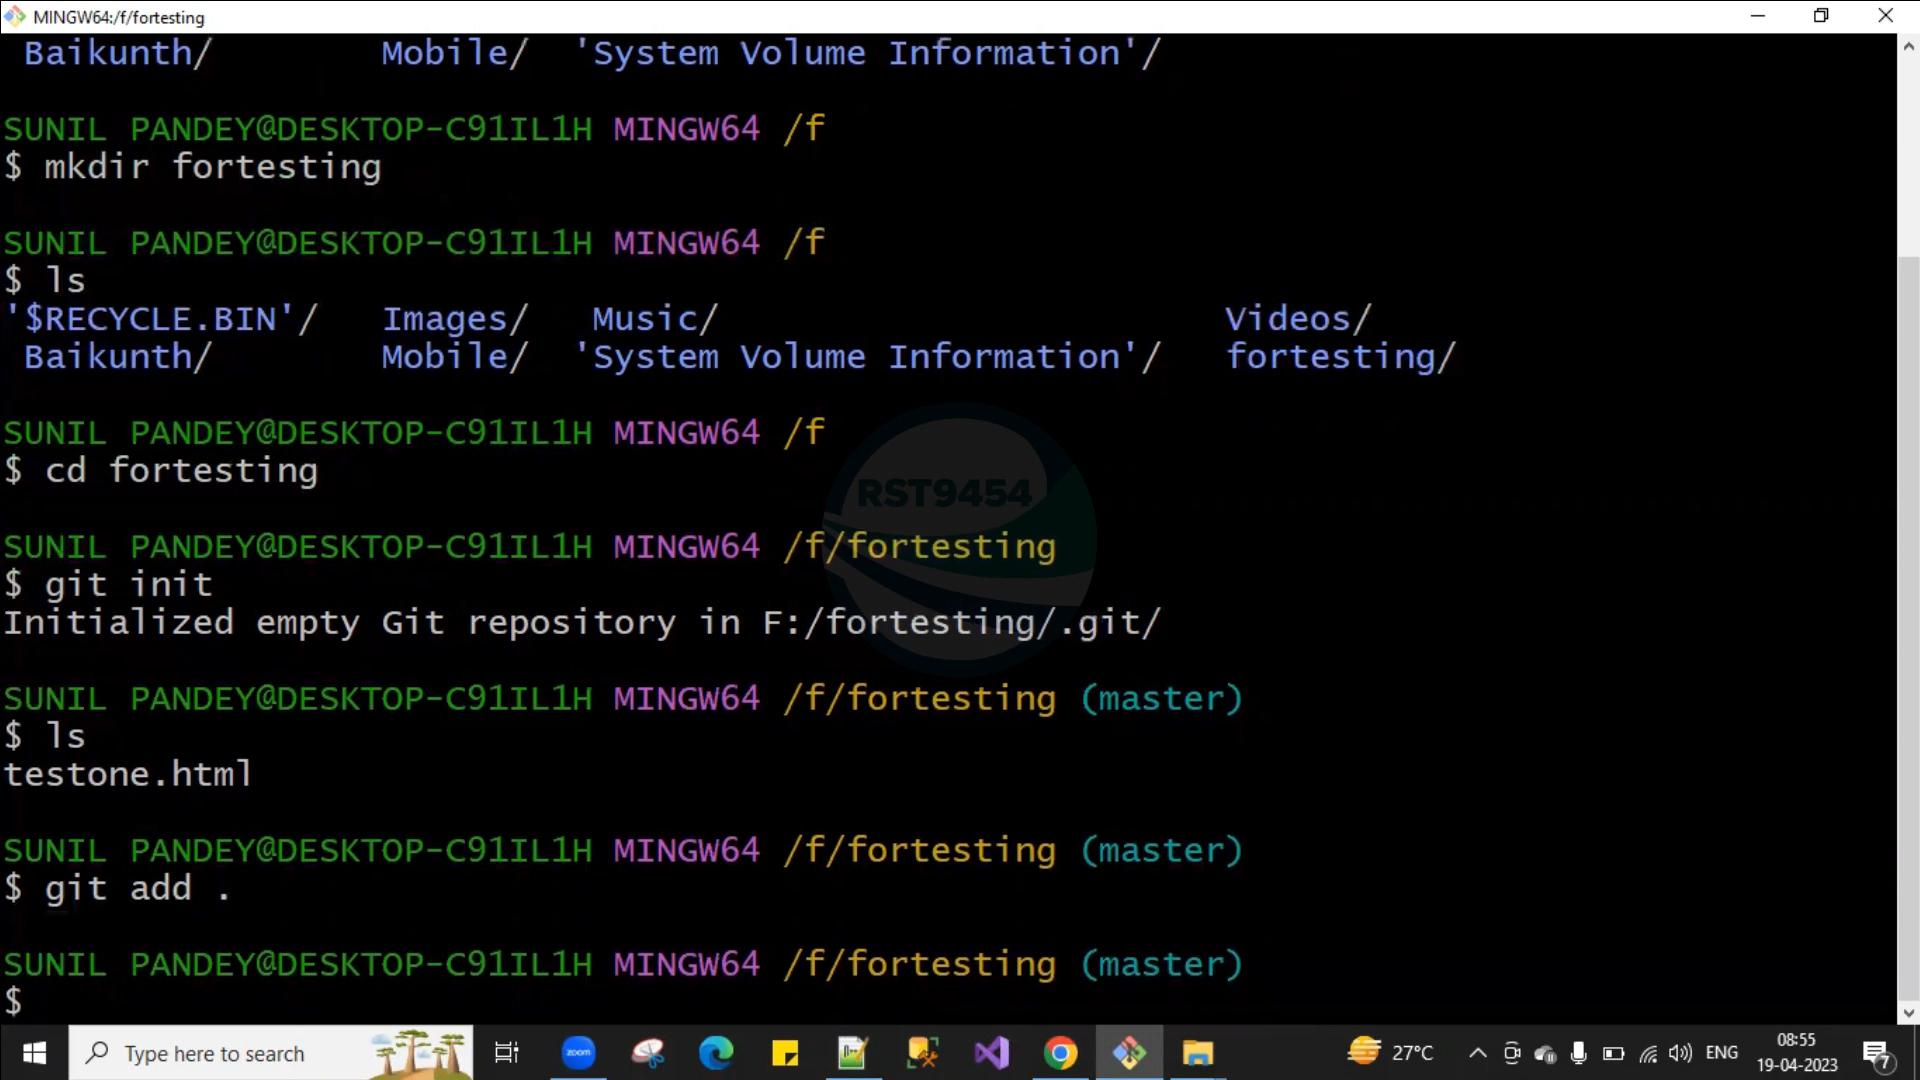 MINGW64:/f/fortesting
Baikunth/ Mobile/ 'System Volume Information'/
SUNIL PANDEY@DESKTOP-C91IL1H MINGW64 /f
$ mkdir fortesting
SUNIL PANDEY@DESKTOP-C91IL1H MINGW64 /f
$ ls
'$RECYCLE.BIN'/ Images/ Music/ Videos/
Baikunth/ Mobile/ 'System Volume Information'/ fortesting/
SUNIL PANDEY@DESKTOP-C91IL1H MINGW64 /f
$ cd fortesting
RST9454
SUNIL PANDEY@DESKTOP-C91IL1H MINGW64 /f/fortesting
$ git init
Initialized empty Git repository in F:/fortesting/.git/
SUNIL PANDEY@DESKTOP-C91IL1H MINGW64 /f/fortesting (master)
$ ls
testone.html
SUNIL PANDEY@DESKTOP-C91IL1H MINGW64 /f/fortesting (master)
$ git add .
SUNIL PANDEY@DESKTOP-C91IL1H MINGW64 /f/fortesting (master)
$
Type here to search zoom 27°C ENG 08:55
19-04-2023 7